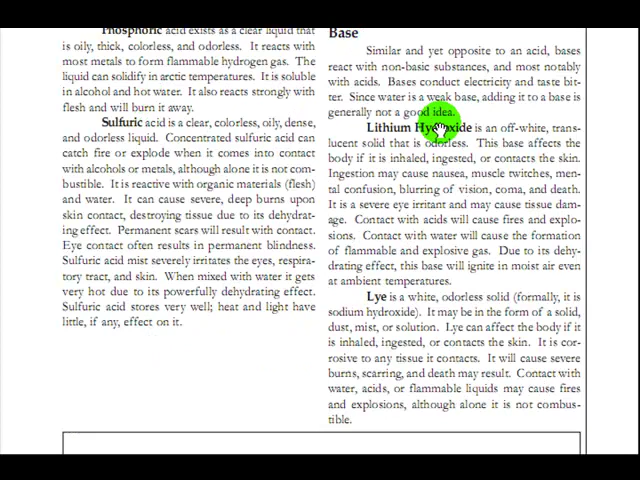 Phosphoric acid exists as a clear liquid that
is oily, thick, colorless, and odorless. It reacts with
most metals to form flammable hydrogen gas. The
liquid can solidify in arctic temperatures. It is soluble
in alcohol and hot water. It also reacts strongly with
flesh and will burn it away.
Sulfuric acid is a clear, colorless, oily, dense,
and odorless liquid. Concentrated sulfuric acid can
catch fire or explode when it comes into contact
with alcohols or metals, although alone it is not com-
bustible. It is reactive with organic materials (flesh)
and water. It can cause severe, deep burns upon
skin contact, destroying tissue due to its dehydrat-
ing effect. Permanent scars will result with contact.
Eye contact often results in permanent blindness.
Sulfuric acid mist severely irritates the eyes, respira-
tory tract, and skin. When mixed with water it gets
very hot due to its powerfully dehydrating effect.
Sulfuric acid stores very well; heat and light have
little, if any, effect on it.
Base
Similar and yet opposite to an acid, bases
react with non-basic substances, and most notably
with acids. Bases conduct electricity and taste bit-
ter. Since water is a weak base, adding it to a base is
generally not a good idea.
Lithium Hydroxide is an off-white, trans-
lucent solid that is odorless. This base affects the
body if it is inhaled, ingested, or contacts the skin.
Ingestion may cause nausea, muscle twitches, men-
tal confusion, blurring of vision, coma, and death.
It is a severe eye irritant and may cause tissue dam-
age. Contact with acids will cause fires and explo-
sions. Contact with water will cause the formation
of flammable and explosive gas. Due to its dehy-
drating effect, this base will ignite in moist air even
at ambient temperatures.
Lye is a white, odorless solid (formally, it is
sodium hydroxide). It may be in the form of a solid,
dust, mist, or solution. Lye can affect the body if it
is inhaled, ingested, or contacts the skin. It is cor-
rosive to any tissue it contacts. It will cause severe
burns, scarring, and death may result. Contact with
water, acids, or flammable liquids may cause fires
and explosions, although alone it is not combus-
tible.